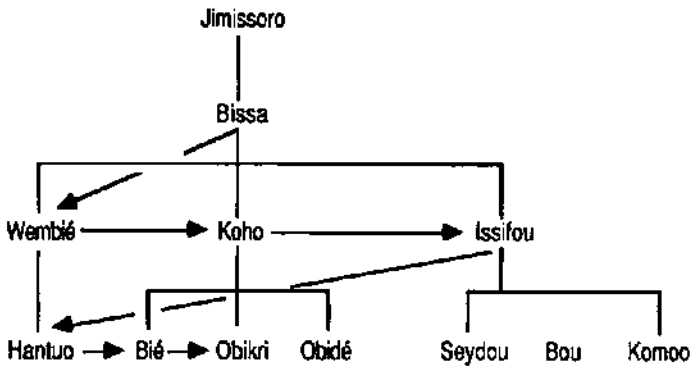 Jimissoro
Bissa
Wembié Koho Issifou
Hantuo Bié Obikri Obidé Seydou Bou Komoo